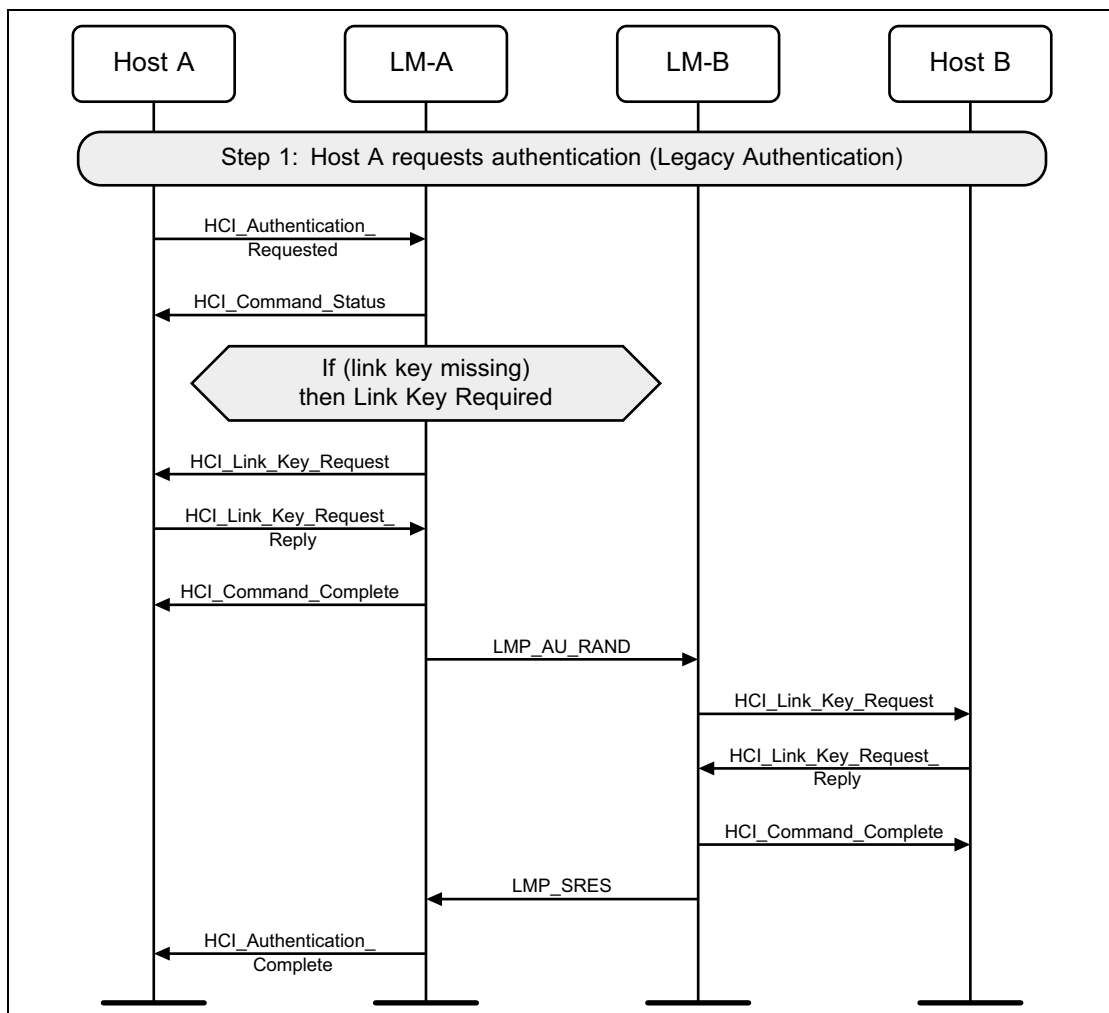 Host A
LM-A
LM-B
Host B
Step 1: Host A requests authentication (Legacy Authentication)
HCI_Authentication_
Requested
HCI_Command_Status
If (link key missing)
then Link Key Required
HCI_Link_Key_Request
HCI_Link_Key_Request_
Reply
HCI_Command_Complete
LMP_AU_RAND
HCI_Link_Key_Request
HCI_Link_Key_Request_
Reply
HCI_Command_Complete
LMP_SRES
HCI_Authentication_
Complete